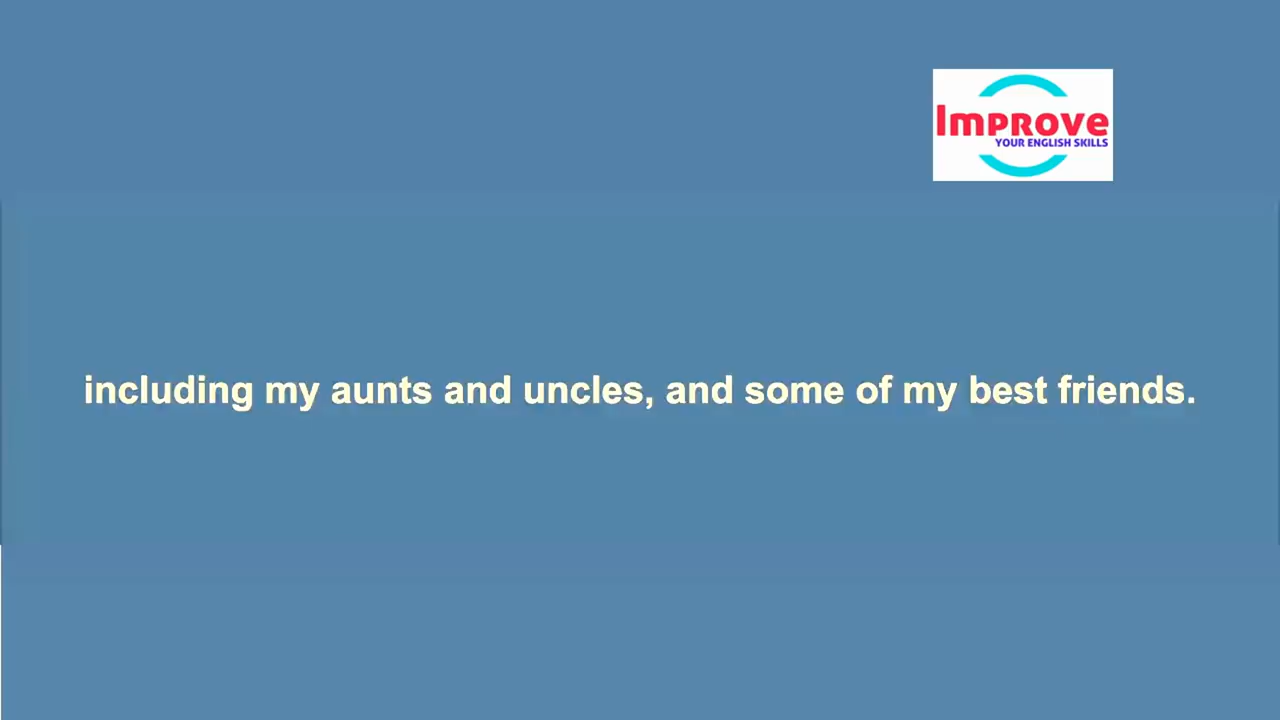 Improve
YOUR ENGLISH SKILLS
including my aunts and uncles, and some of my best friends.